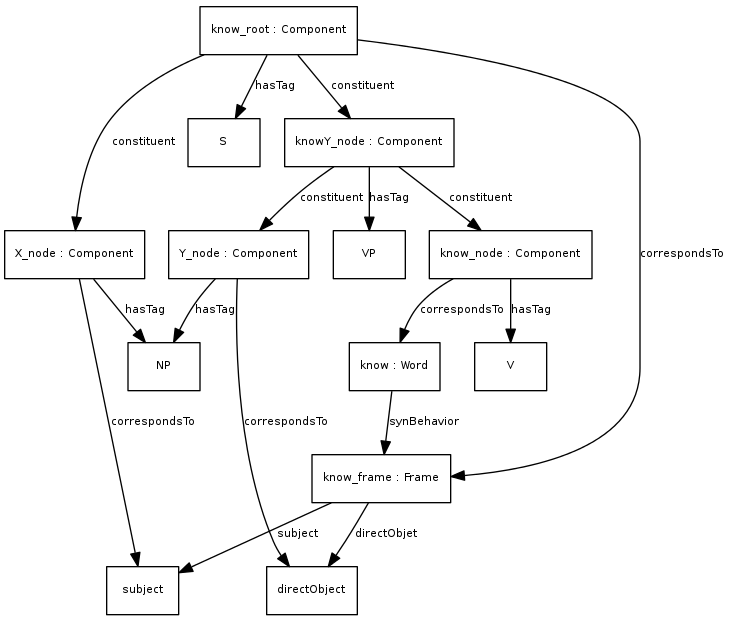 know_root : Component
hasTag
constituent
constituent
S
knowY_node : Component
constituent
hasTag
constituent
X_node : Component
Y_node : Component
VP
know_node : Component
correspondsTo
hasTag
hasTag
correspondsTo
hasTag
NP
know : Word
V
correspondsTo
correspondsTo
synBehavior
know_frame : Frame
subject
directObjet
subject
directObject